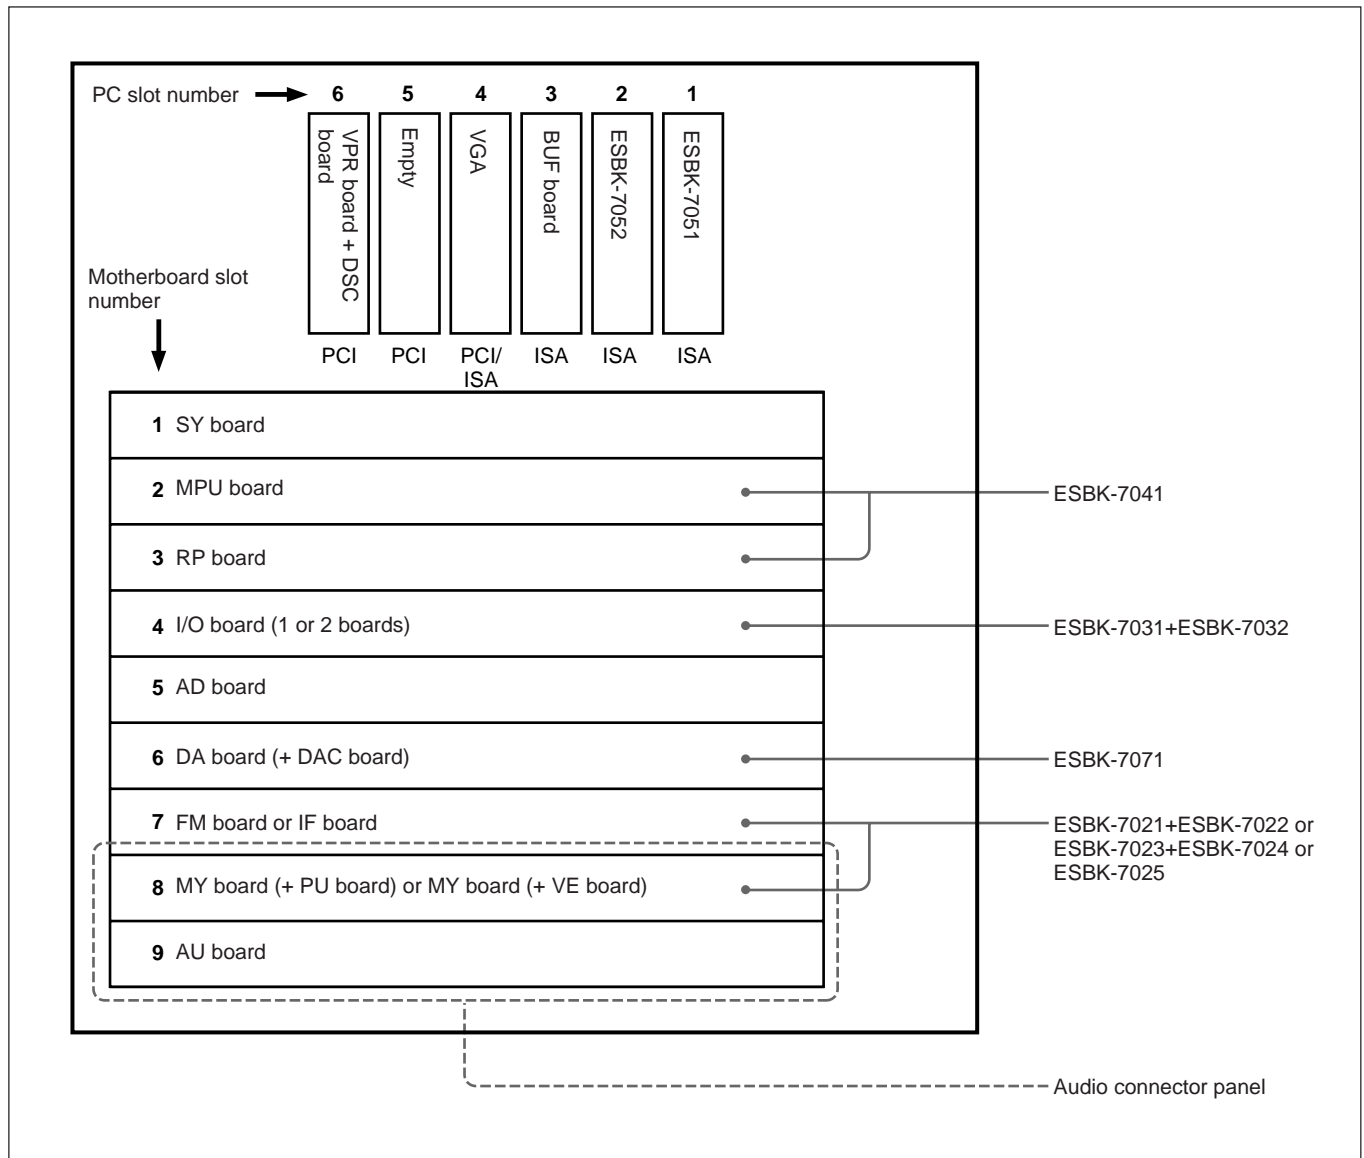 PC slot number
6 5 4 3 2 1
VPR board + DSC
board
Empty
VGA
BUF board
ESBK-7052
ESBK-7051
PCI PCI PCI/ ISA ISA ISA
ISA
Motherboard slot
number
1 SY board
2 MPU board
ESBK-7041
3 RP board
4 I/O board (1 or 2 boards)
ESBK-7031+ESBK-7032
5 AD board
6 DA board (+ DAC board)
ESBK-7071
7 FM board or IF board
ESBK-7021+ESBK-7022 or
ESBK-7023+ESBK-7024 or
ESBK-7025
8 MY board (+ PU board) or MY board (+ VE board)
9 AU board
Audio connector panel